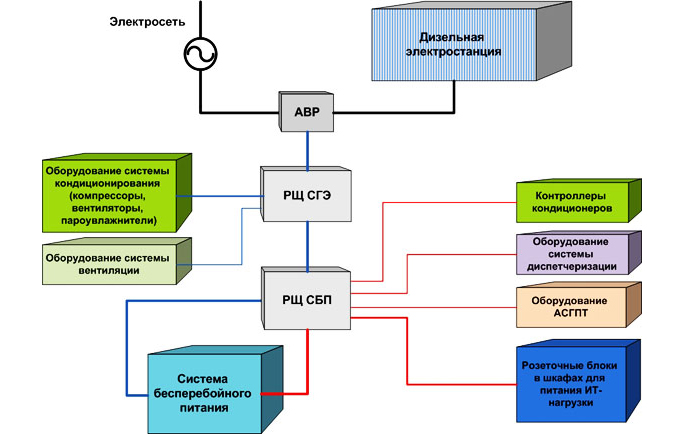 Электросеть
Дизельная
электростанция
АВР
Оборудование системы
кондиционирования
(компрессоры,
вентиляторы,
пароувлажнители)
РЩ СГЭ
Контроллеры
кондиционеров
Оборудование системы
вентиляции
Оборудование
системы
диспетчеризации
РЩ СБП
Оборудование
АСГПТ
Система
бесперебойного
питания
Розеточные блоки
в шкафах для
питания ИТ-
нагрузки